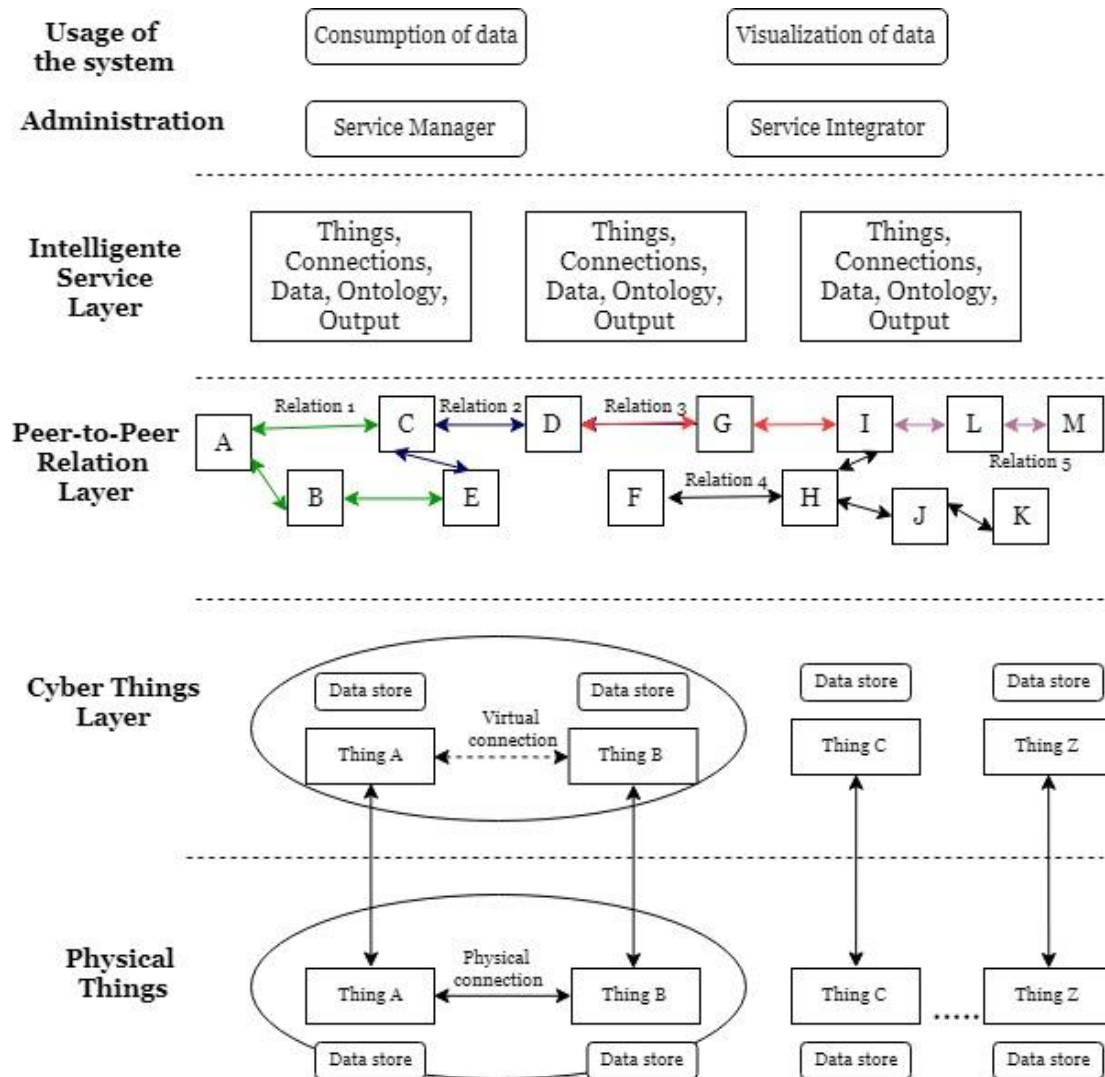 Usage of
the system
Consumption of data
Visualization of data
Administration
Service Manager
Service Integrator
Intelligente
Service
Layer
Things,
Connections,
Data, Ontology,
Output
Things,
Connections,
Data, Ontology,
Output
Things,
Connections,
Data, Ontology,
Output
Peer-to-Peer
Relation
Layer
A
Relation 1
C
Relation 2
D
Relation 3
G
I
L
M
Relation 5
B
E
F
Relation 4
H
J
K
Cyber Things
Layer
Data store
Data store
Data store
Data store
Virtual
connection
Thing A
Thing B
Thing C
Thing Z
Physical
Things
Physical
connection
Thing A
Thing B
Thing C
.....
Thing Z
Data store
Data store
Data store
Data store